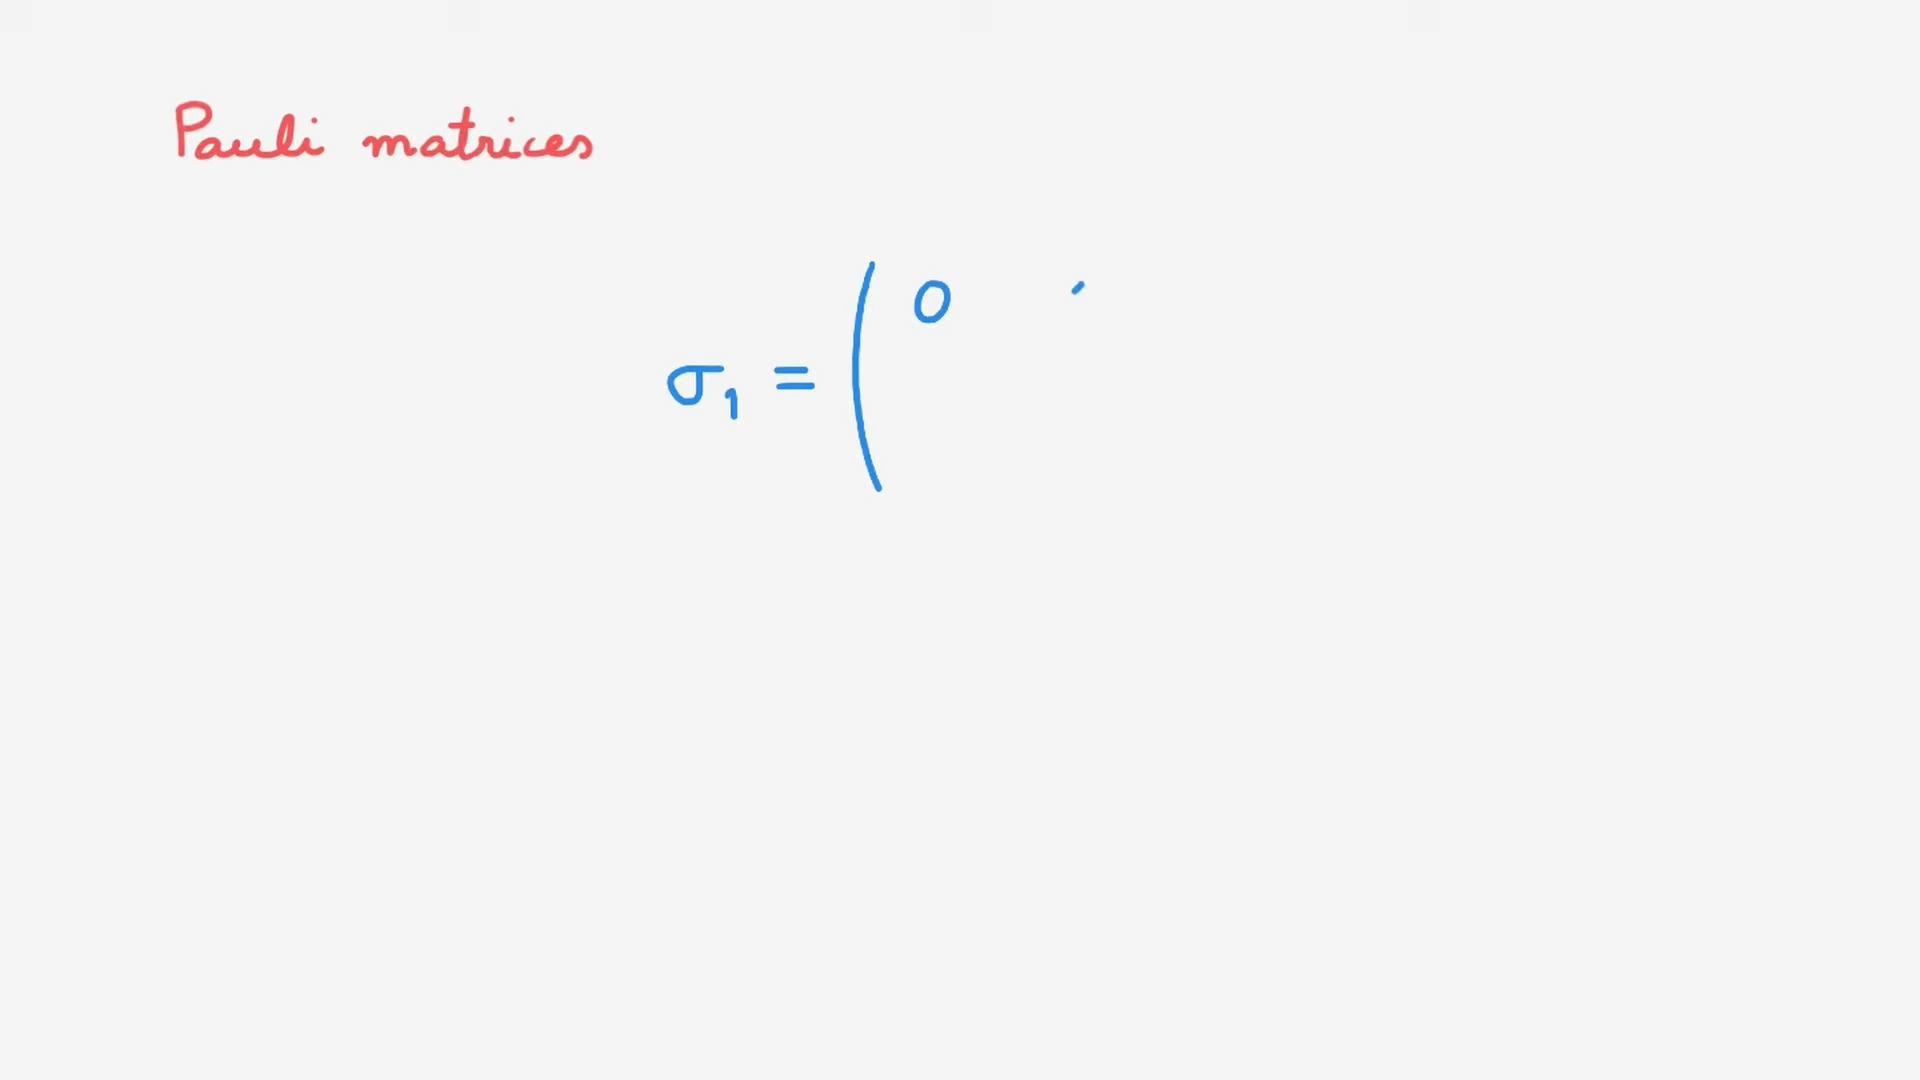 Pauli matrices
σ₁ = ( 0